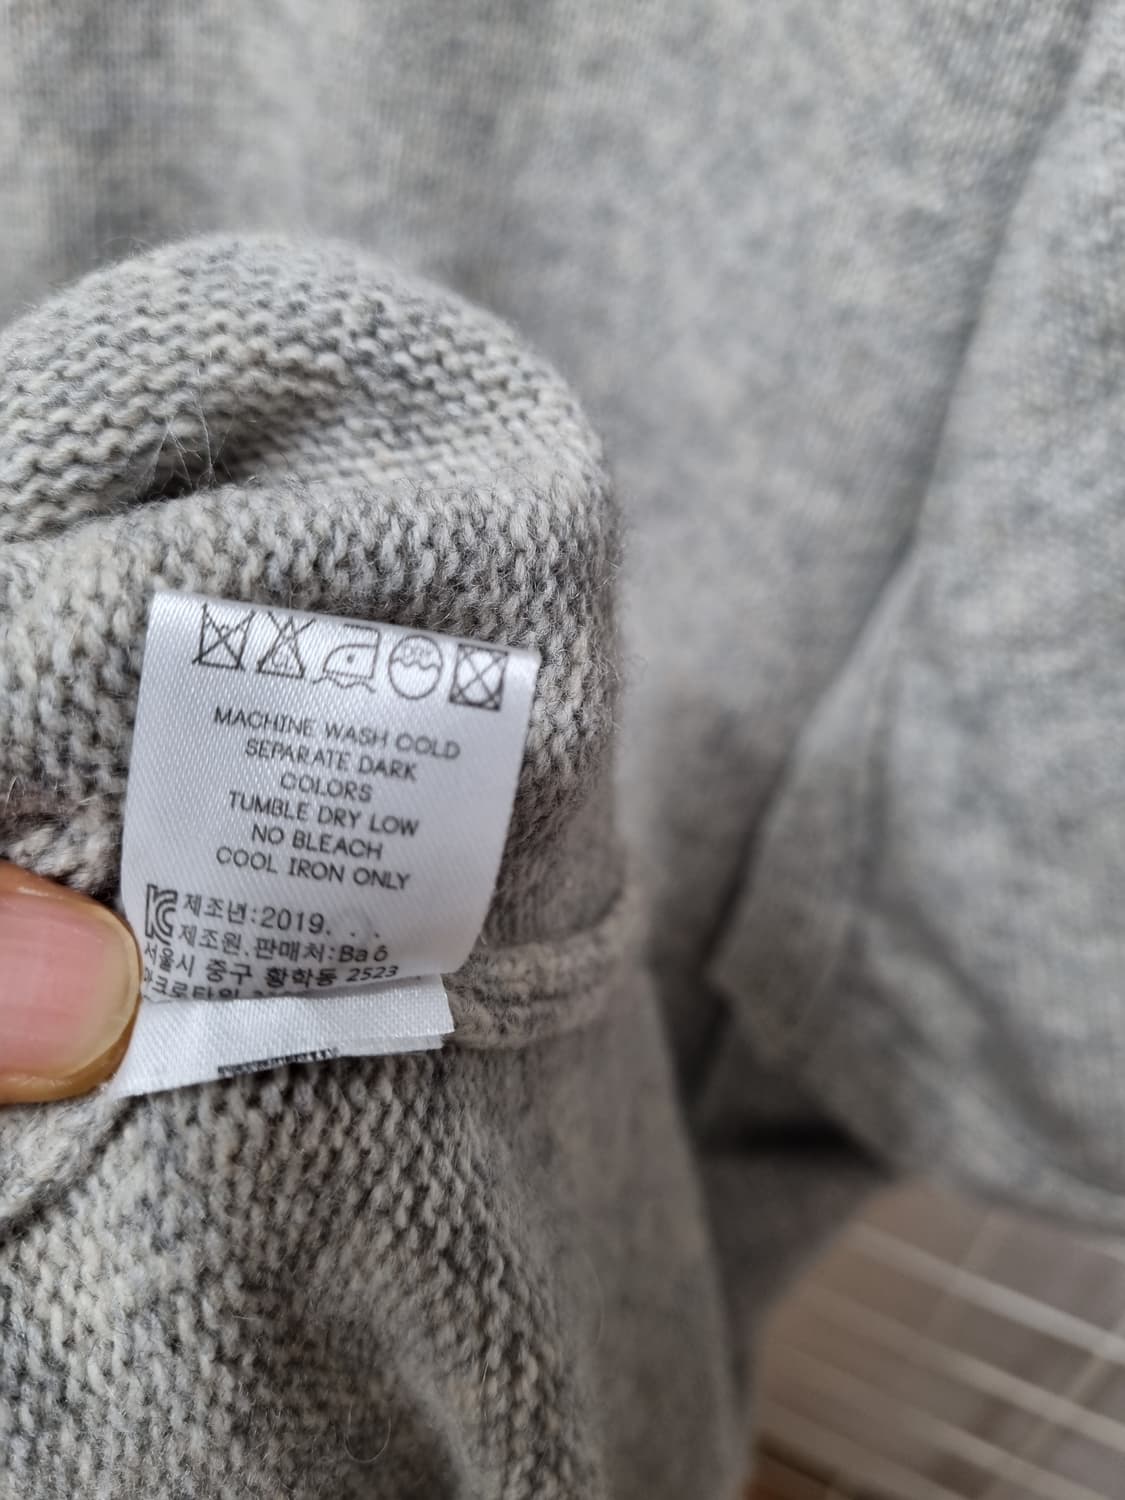 MACHINE WASH COLD
SEPARATE DARK
COLORS
TUMBLE DRY LOW
NO BLEACH
COOL IRON ONLY
제조년:2019. . .
제조원.판매처:Ba
서울시 중구 황학동 2523